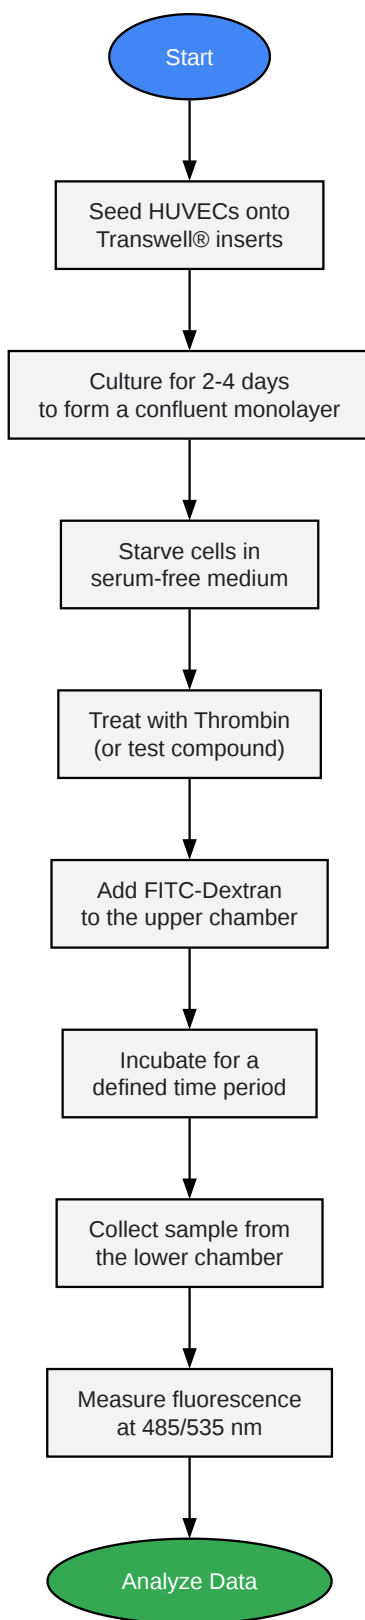 Start
Seed HUVECs onto
Transwell® inserts
Culture for 2-4 days
to form a confluent monolayer
Starve cells in
serum-free medium
Treat with Thrombin
(or test compound)
Add FITC-Dextran
to the upper chamber
Incubate for a
defined time period
Collect sample from
the lower chamber
Measure fluorescence
at 485/535 nm
Analyze Data